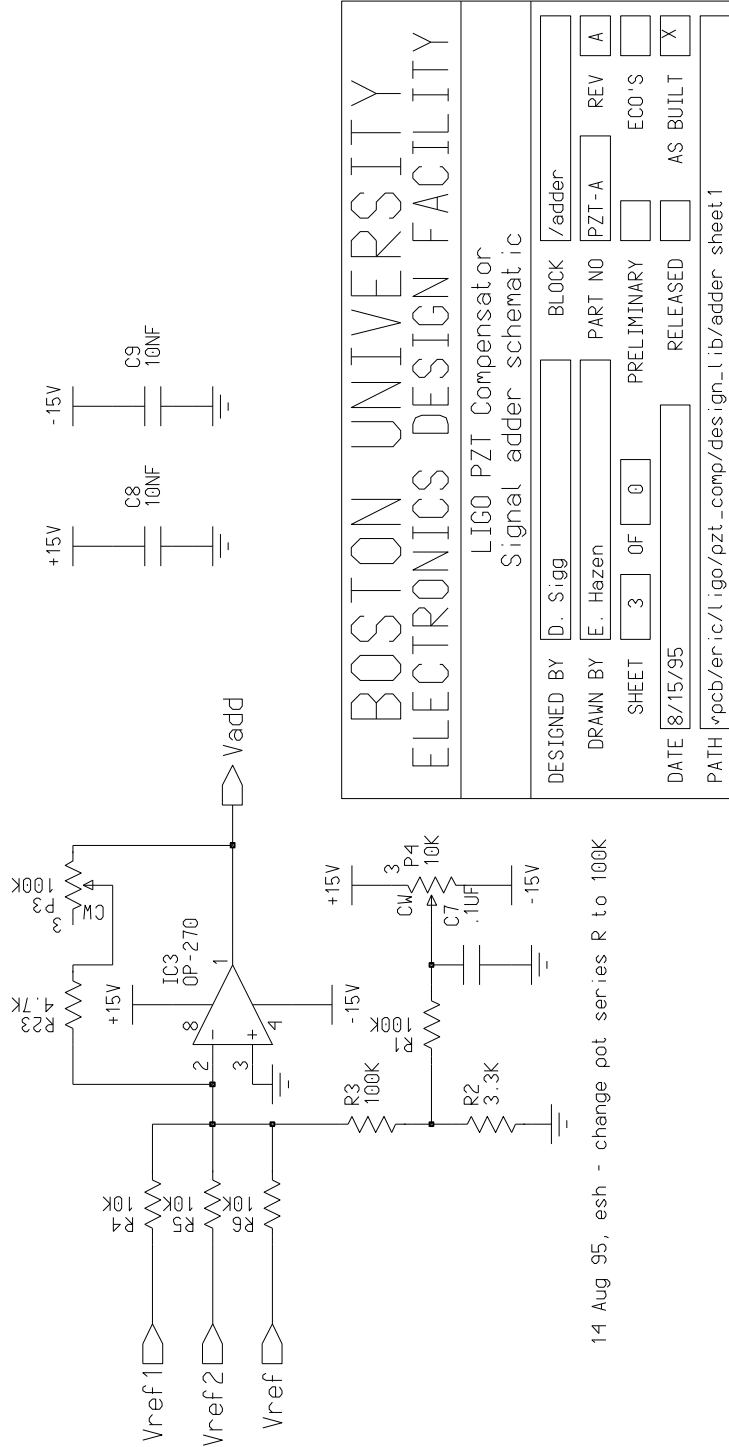 Vref1
Vref2
Vref
R4
10K
R5
10K
R6
10K
R23
4.7K
P3
100K
3
CW
+15V
IC3
OP-270
8
2
3
1
4
-15V
Vadd
R3
100K
R2
3.3K
R1
100K
C7
.1UF
CW
3
P4
10K
+15V
-15V
+15V
C8
10NF
-15V
C9
10NF
14 Aug 95, esh - change pot series R to 100K
BOSTON UNIVERSITY
ELECTRONICS DESIGN FACILITY
LIGO PZT Compensator
Signal adder schematic
DESIGNED BY D. Sigg BLOCK /adder
DRAWN BY E. Hazen PART NO PZT-A REV A
SHEET 3 OF 0 PRELIMINARY ECO'S
DATE 8/15/95 RELEASED AS BUILT X
PATH pcb/eric/ligo/pzt_comp/design_lib/adder sheet1